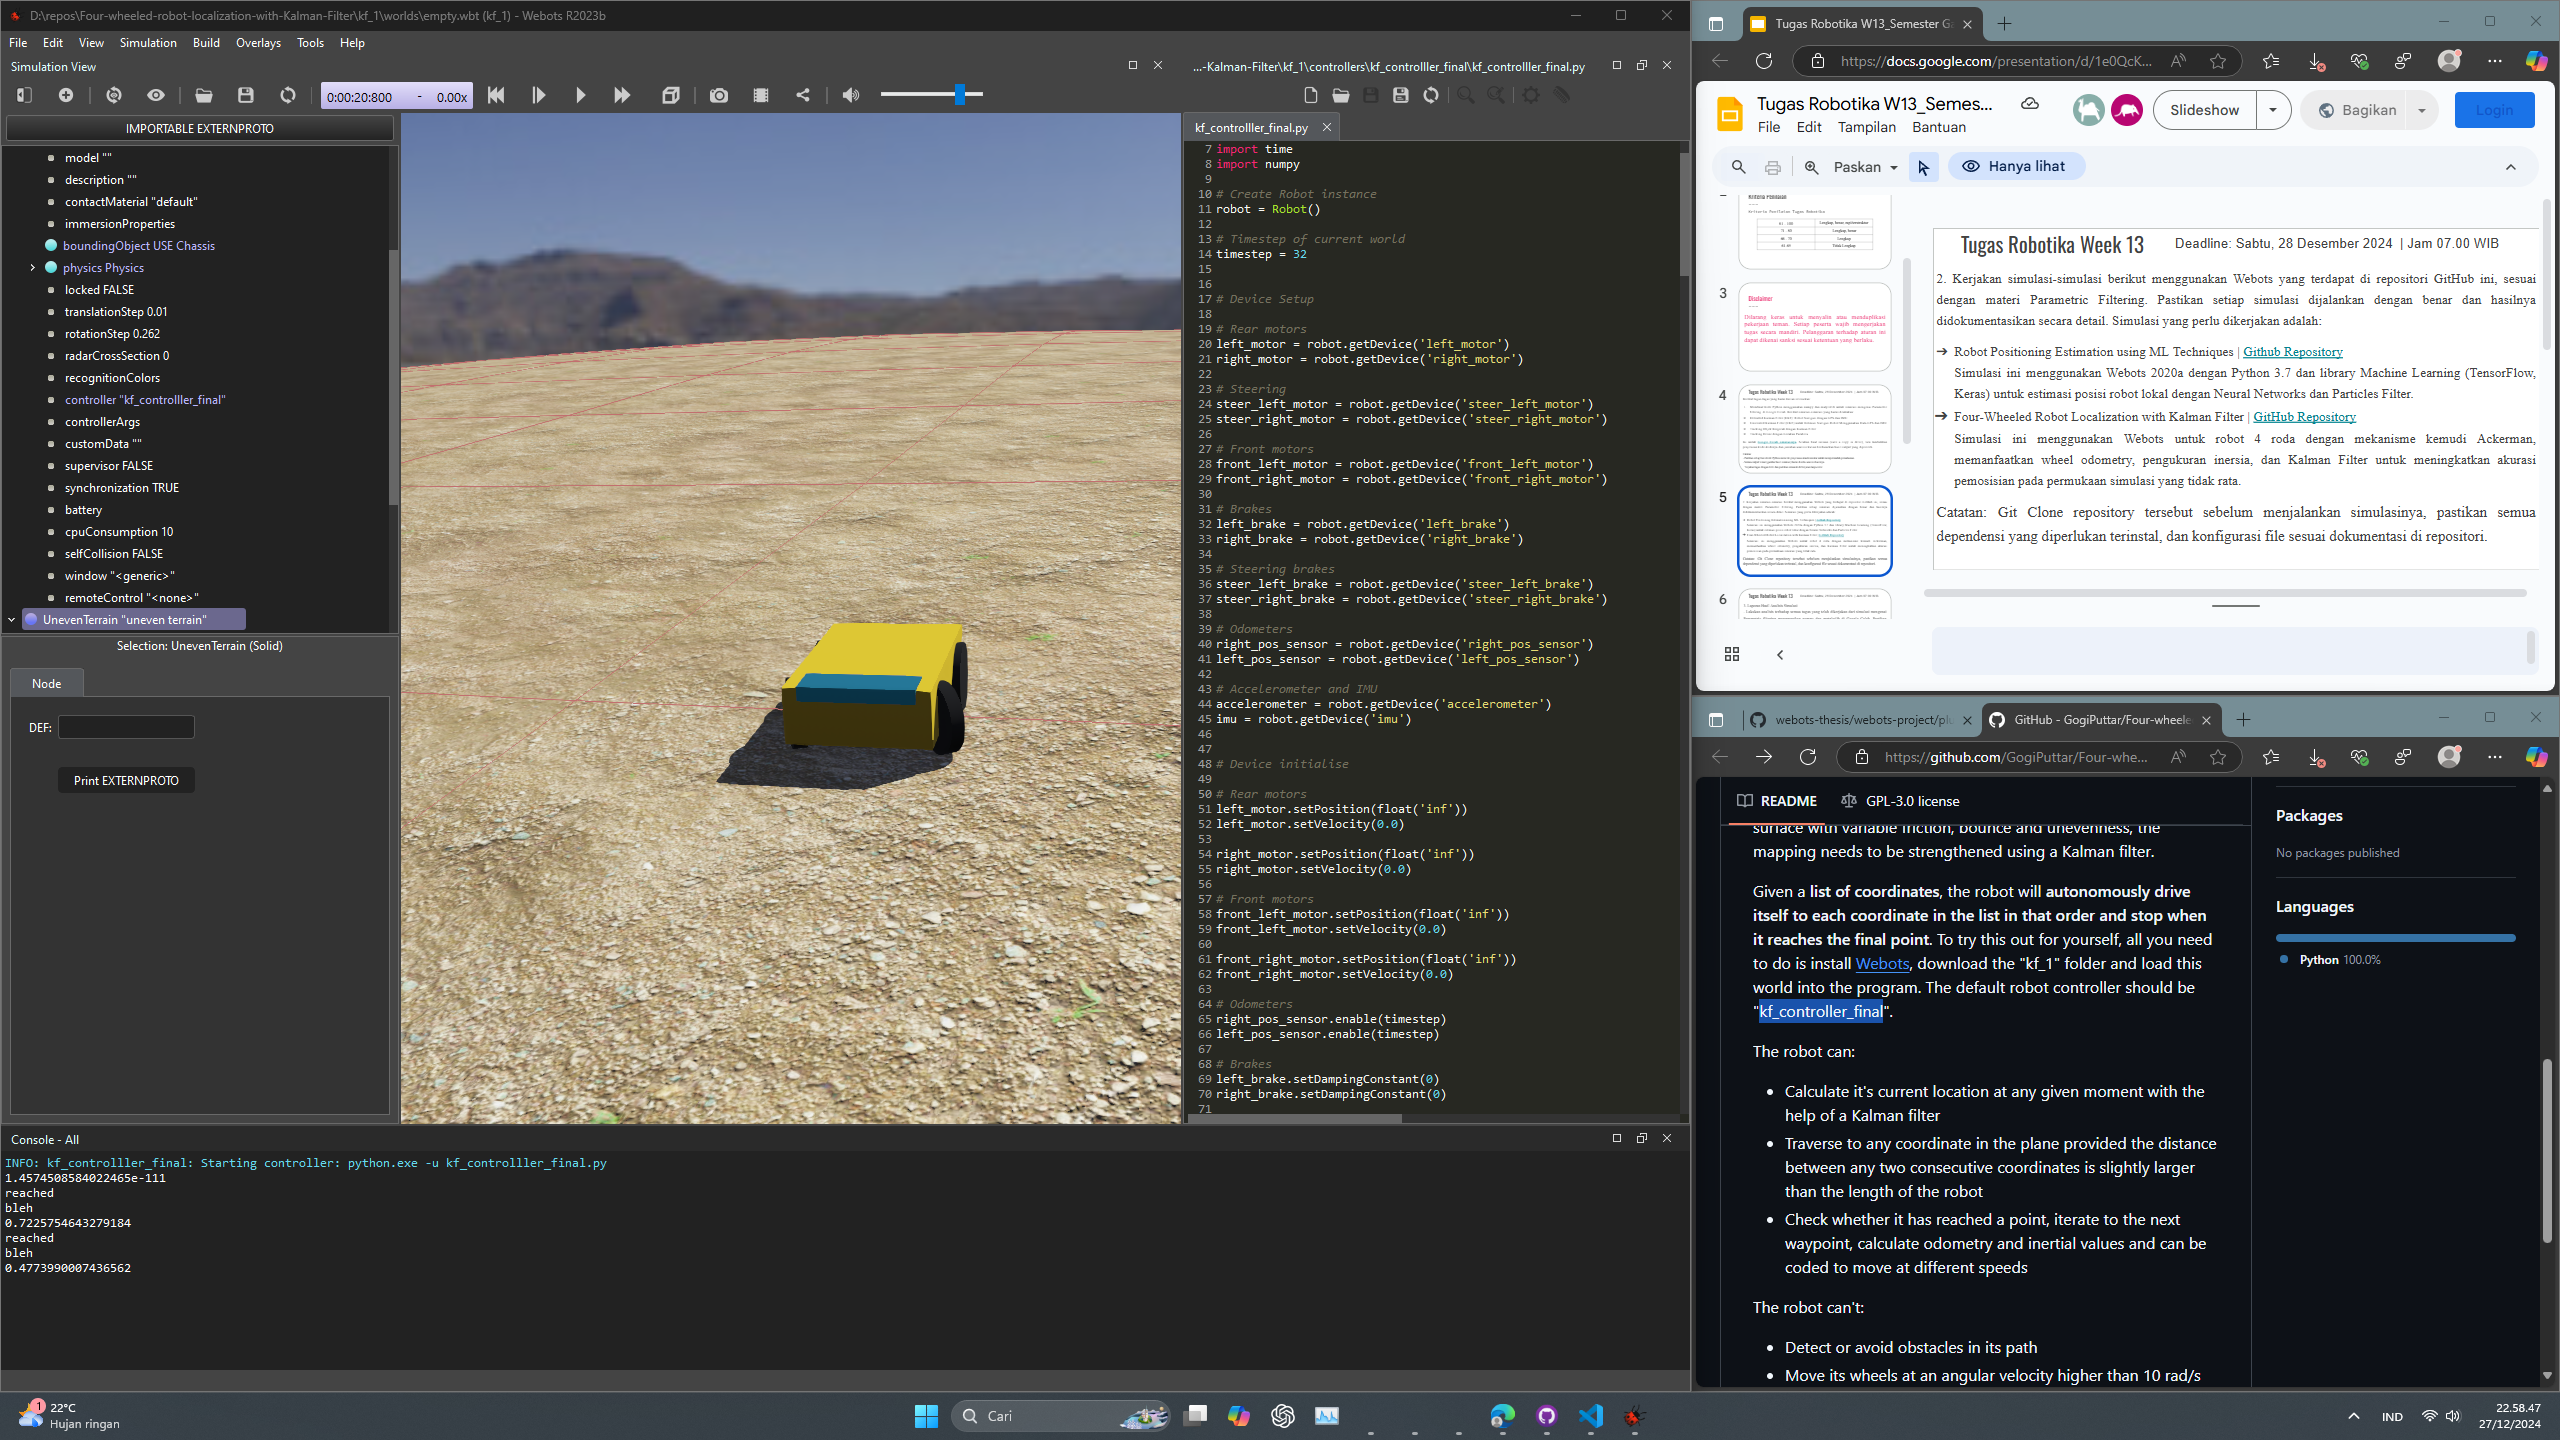 D:\repos\Four-wheeled-robot-localization-with-Kalman-Filter\kf_1\worlds\empty.wbt (kf_1) - Webots R2023b
File Edit View Simulation Build Overlays Tools Help
Simulation View
0:00:20:800 - 0.00x
IMPORTABLE EXTERNPROTO
model ""
description ""
contactMaterial "default"
immersionProperties
boundingObject USE Chassis
physics Physics
locked FALSE
translationStep 0.01
rotationStep 0.262
radarCrossSection 0
recognitionColors
controller "kf_controlller_final"
controllerArgs
customData ""
supervisor FALSE
synchronization TRUE
battery
cpuConsumption 10
selfCollision FALSE
window "<generic>"
remoteControl "<none>"
UnevenTerrain "uneven terrain"
Selection: UnevenTerrain (Solid)
Node
DEF:
Print EXTERNPROTO
...-Kalman-Filter\kf_1\controllers\kf_controlller_final\kf_controlller_final.py
kf_controlller_final.py
7 import time
8 import numpy
9
10 # Create Robot instance
11 robot = Robot()
12
13 # Timestep of current world
14 timestep = 32
15
16
17 # Device Setup
18
19 # Rear motors
20 left_motor = robot.getDevice('left_motor')
21 right_motor = robot.getDevice('right_motor')
22
23 # Steering
24 steer_left_motor = robot.getDevice('steer_left_motor')
25 steer_right_motor = robot.getDevice('steer_right_motor')
26
27 # Front motors
28 front_left_motor = robot.getDevice('front_left_motor')
29 front_right_motor = robot.getDevice('front_right_motor')
30
31 # Brakes
32 left_brake = robot.getDevice('left_brake')
33 right_brake = robot.getDevice('right_brake')
34
35 # Steering brakes
36 steer_left_brake = robot.getDevice('steer_left_brake')
37 steer_right_brake = robot.getDevice('steer_right_brake')
38
39 # Odometers
40 right_pos_sensor = robot.getDevice('right_pos_sensor')
41 left_pos_sensor = robot.getDevice('left_pos_sensor')
42
43 # Accelerometer and IMU
44 accelerometer = robot.getDevice('accelerometer')
45 imu = robot.getDevice('imu')
46
47
48 # Device initialise
49
50 # Rear motors
51 left_motor.setPosition(float('inf'))
52 left_motor.setVelocity(0.0)
53
54 right_motor.setPosition(float('inf'))
55 right_motor.setVelocity(0.0)
56
57 # Front motors
58 front_left_motor.setPosition(float('inf'))
59 front_left_motor.setVelocity(0.0)
60
61 front_right_motor.setPosition(float('inf'))
62 front_right_motor.setVelocity(0.0)
63
64 # Odometers
65 right_pos_sensor.enable(timestep)
66 left_pos_sensor.enable(timestep)
67
68 # Brakes
69 left_brake.setDampingConstant(0)
70 right_brake.setDampingConstant(0)
71
Console - All
INFO: kf_controlller_final: Starting controller: python.exe -u kf_controlller_final.py
1.4574508584022465e-111
reached
bleh
0.7225754643279184
reached
bleh
0.4773990007436562
Tugas Robotika W13_Semester Ga
https://docs.google.com/presentation/d/1e0QcK...
Tugas Robotika W13_Semes...
File Edit Tampilan Bantuan
Slideshow
Bagikan
Login
Paskan
Hanya lihat
Kriteria Penilaian
3
Disclaimer
4
Tugas Robotika Week 13
5
Tugas Robotika Week 13
6
Tugas Robotika Week 13
Tugas Robotika Week 13 Deadline: Sabtu, 28 Desember 2024 | Jam 07.00 WIB
2. Kerjakan simulasi-simulasi berikut menggunakan Webots yang terdapat di repositori GitHub ini, sesuai
dengan materi Parametric Filtering. Pastikan setiap simulasi dijalankan dengan benar dan hasilnya
didokumentasikan secara detail. Simulasi yang perlu dikerjakan adalah:
➔ Robot Positioning Estimation using ML Techniques | Github Repository
Simulasi ini menggunakan Webots 2020a dengan Python 3.7 dan library Machine Learning (TensorFlow,
Keras) untuk estimasi posisi robot lokal dengan Neural Networks dan Particles Filter.
➔ Four-Wheeled Robot Localization with Kalman Filter | GitHub Repository
Simulasi ini menggunakan Webots untuk robot 4 roda dengan mekanisme kemudi Ackerman,
memanfaatkan wheel odometry, pengukuran inersia, dan Kalman Filter untuk meningkatkan akurasi
pemosisian pada permukaan simulasi yang tidak rata.
Catatan: Git Clone repository tersebut sebelum menjalankan simulasinya, pastikan semua
dependensi yang diperlukan terinstal, dan konfigurasi file sesuai dokumentasi di repositori.
webots-thesis/webots-project/plu
GitHub - GogiPuttar/Four-wheele
https://github.com/GogiPuttar/Four-whe...
README GPL-3.0 license
surface with variable friction, bounce and unevenness, the
mapping needs to be strengthened using a Kalman filter.
Given a list of coordinates, the robot will autonomously drive
itself to each coordinate in the list in that order and stop when
it reaches the final point. To try this out for yourself, all you need
to do is install Webots, download the "kf_1" folder and load this
world into the program. The default robot controller should be
"kf_controller_final".
The robot can:
Calculate it's current location at any given moment with the
help of a Kalman filter
Traverse to any coordinate in the plane provided the distance
between any two consecutive coordinates is slightly larger
than the length of the robot
Check whether it has reached a point, iterate to the next
waypoint, calculate odometry and inertial values and can be
coded to move at different speeds
The robot can't:
Detect or avoid obstacles in its path
Move its wheels at an angular velocity higher than 10 rad/s
Packages
No packages published
Languages
Python 100.0%
1
22°C
Hujan ringan
Cari
IND
22.58.47
27/12/2024